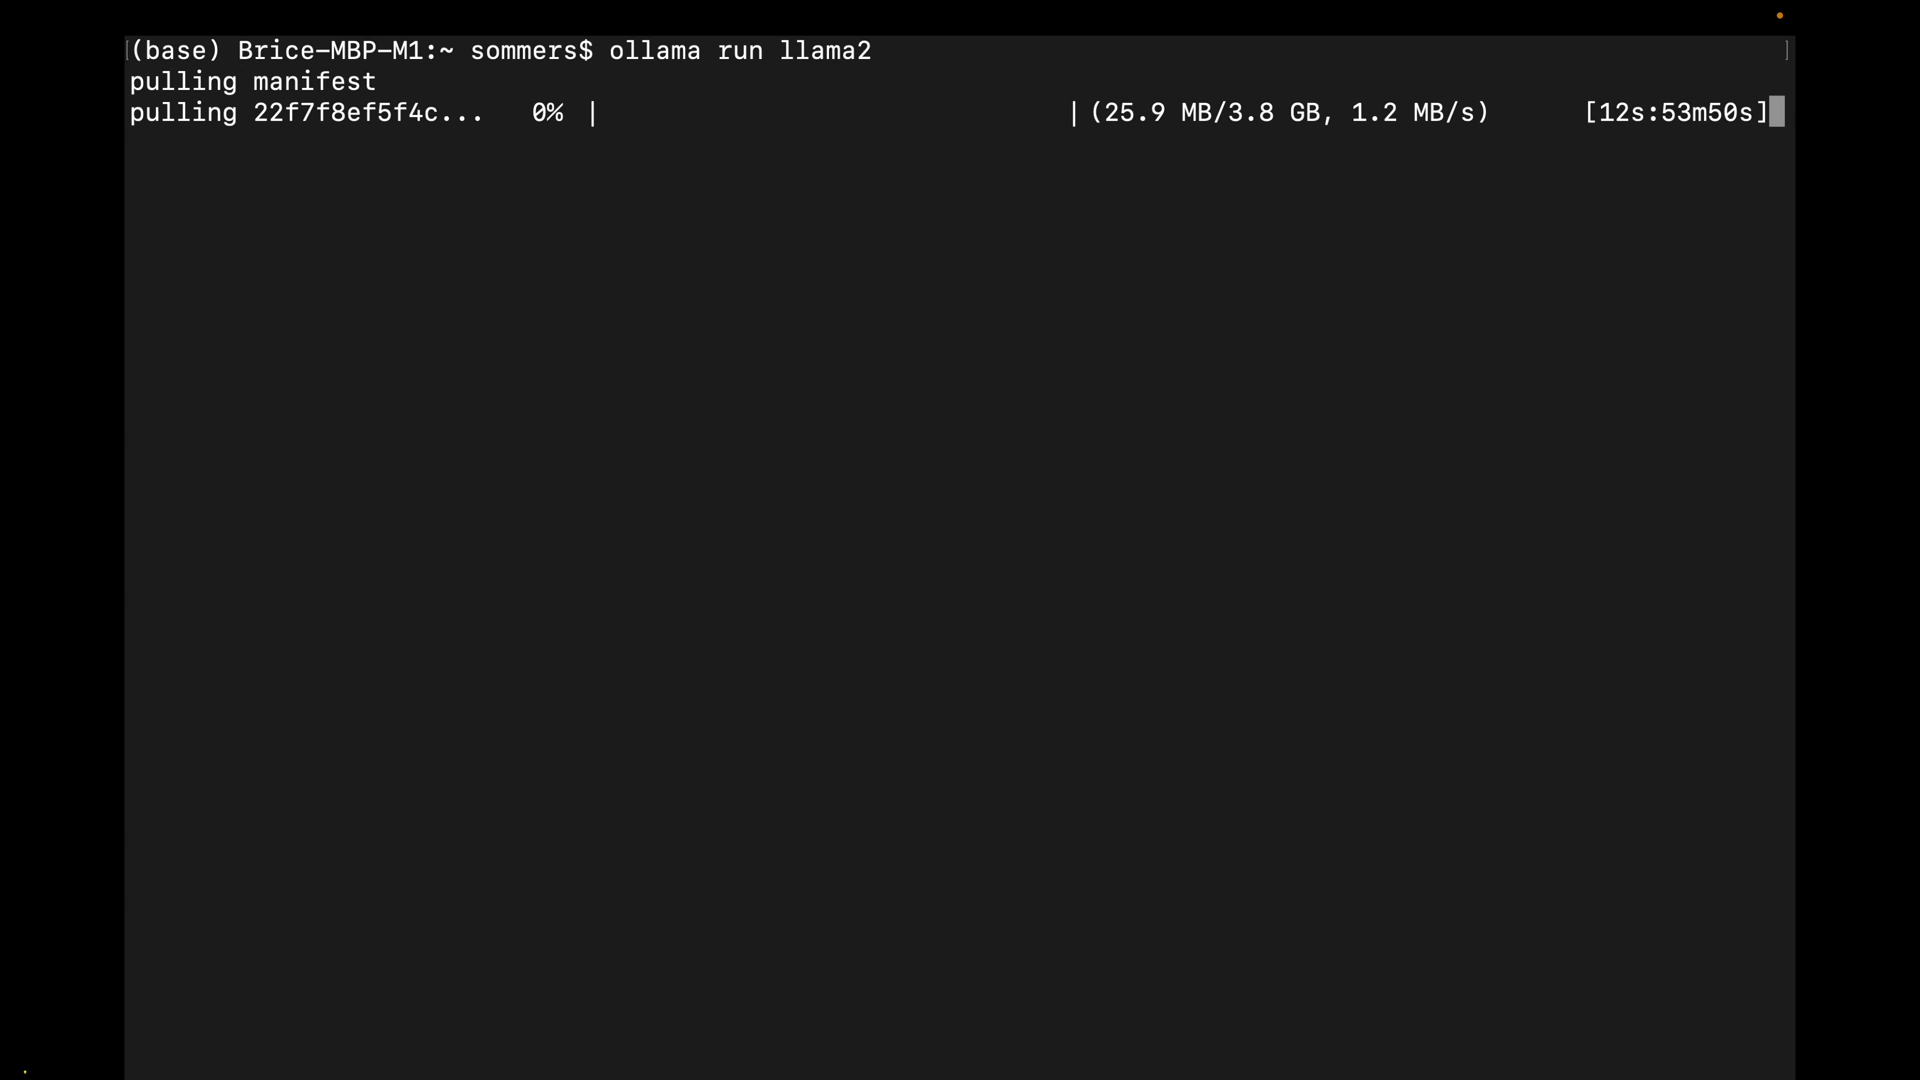 [(base) Brice-MBP-M1:~ sommers$ ollama run llama2 ]
pulling manifest
pulling 22f7f8ef5f4c...   0% |                               |(25.9 MB/3.8 GB, 1.2 MB/s)      [12s:53m50s]